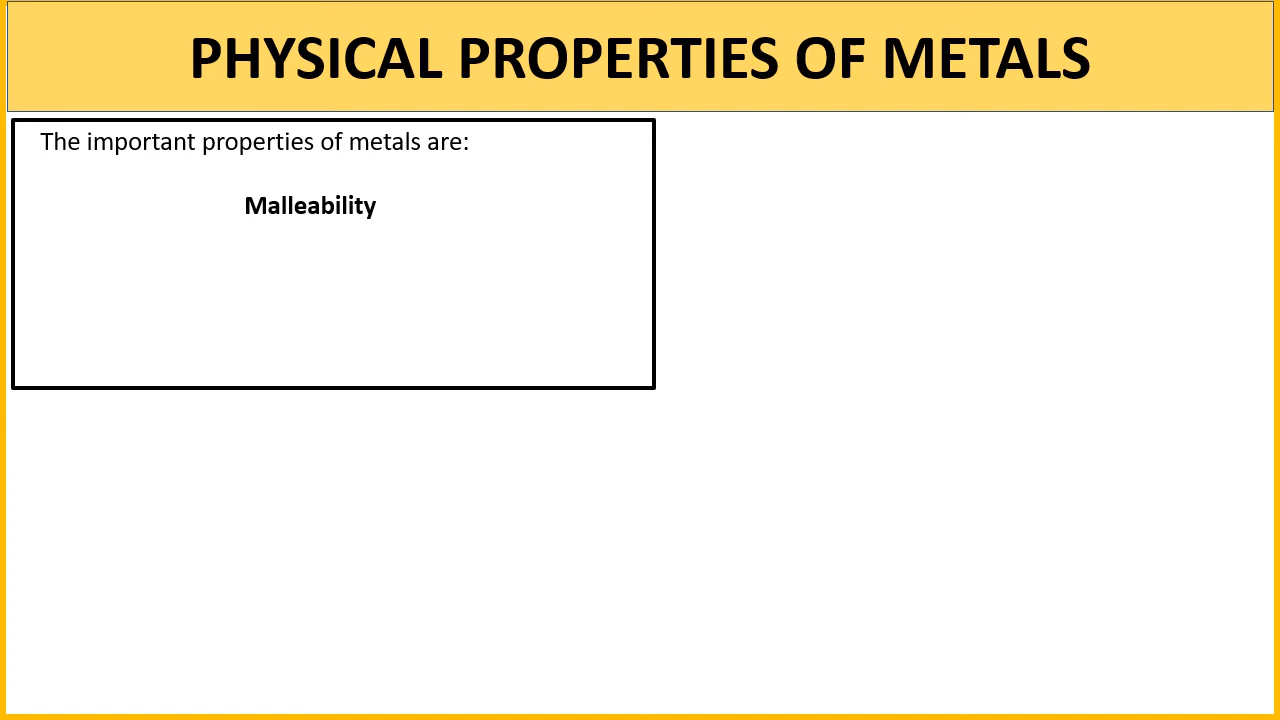 PHYSICAL PROPERTIES OF METALS
The important properties of metals are:
Malleability